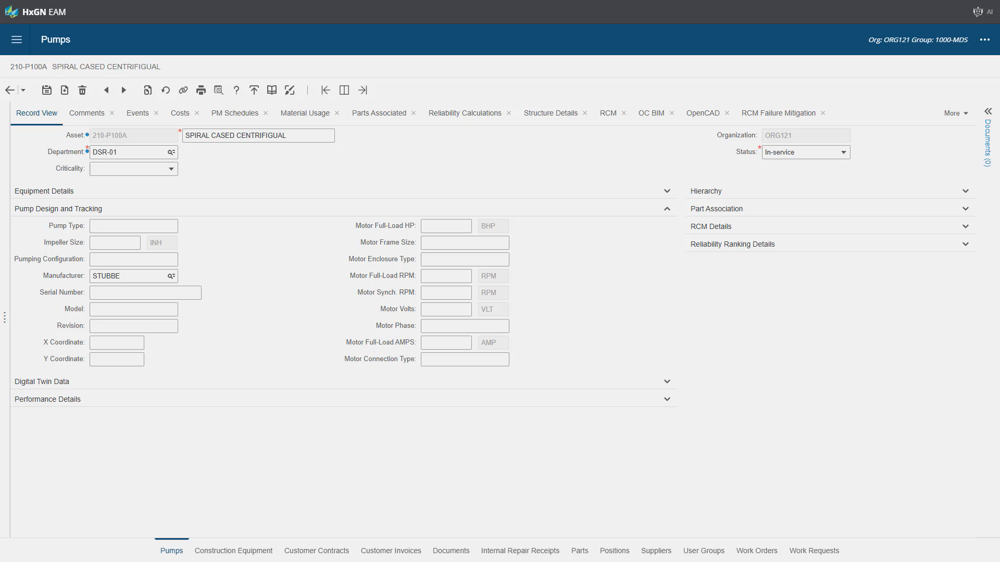 HxGN EAM
AI
Pumps
Org: ORG121 Group: 1000-MDS
210-P100A SPIRAL CASED CENTRIFIGUAL
Record View Comments Events Costs PM Schedules Material Usage Parts Associated Reliability Calculations Structure Details RCM OC BIM OpenCAD RCM Failure Mitigation More
Documents (0)
Asset: 210-P100A * SPIRAL CASED CENTRIFIGUAL
Organization: ORG121
Department: * DSR-01
Status: * In-service
Criticality:
Equipment Details
Hierarchy
Pump Design and Tracking
Part Association
RCM Details
Reliability Ranking Details
Pump Type:
Motor Full-Load HP: BHP
Impeller Size: INH
Motor Frame Size:
Pumping Configuration:
Motor Enclosure Type:
Manufacturer: STUBBE
Motor Full-Load RPM: RPM
Serial Number:
Motor Synch. RPM: RPM
Model:
Motor Volts: VLT
Revision:
Motor Phase:
X Coordinate:
Motor Full-Load AMPS: AMP
Y Coordinate:
Motor Connection Type:
Digital Twin Data
Performance Details
Pumps Construction Equipment Customer Contracts Customer Invoices Documents Internal Repair Receipts Parts Positions Suppliers User Groups Work Orders Work Requests